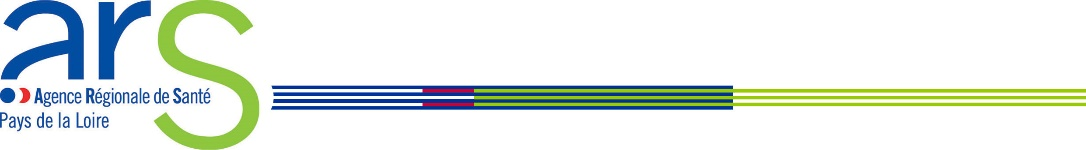 ars
Agence Régionale de Santé
Pays de la Loire